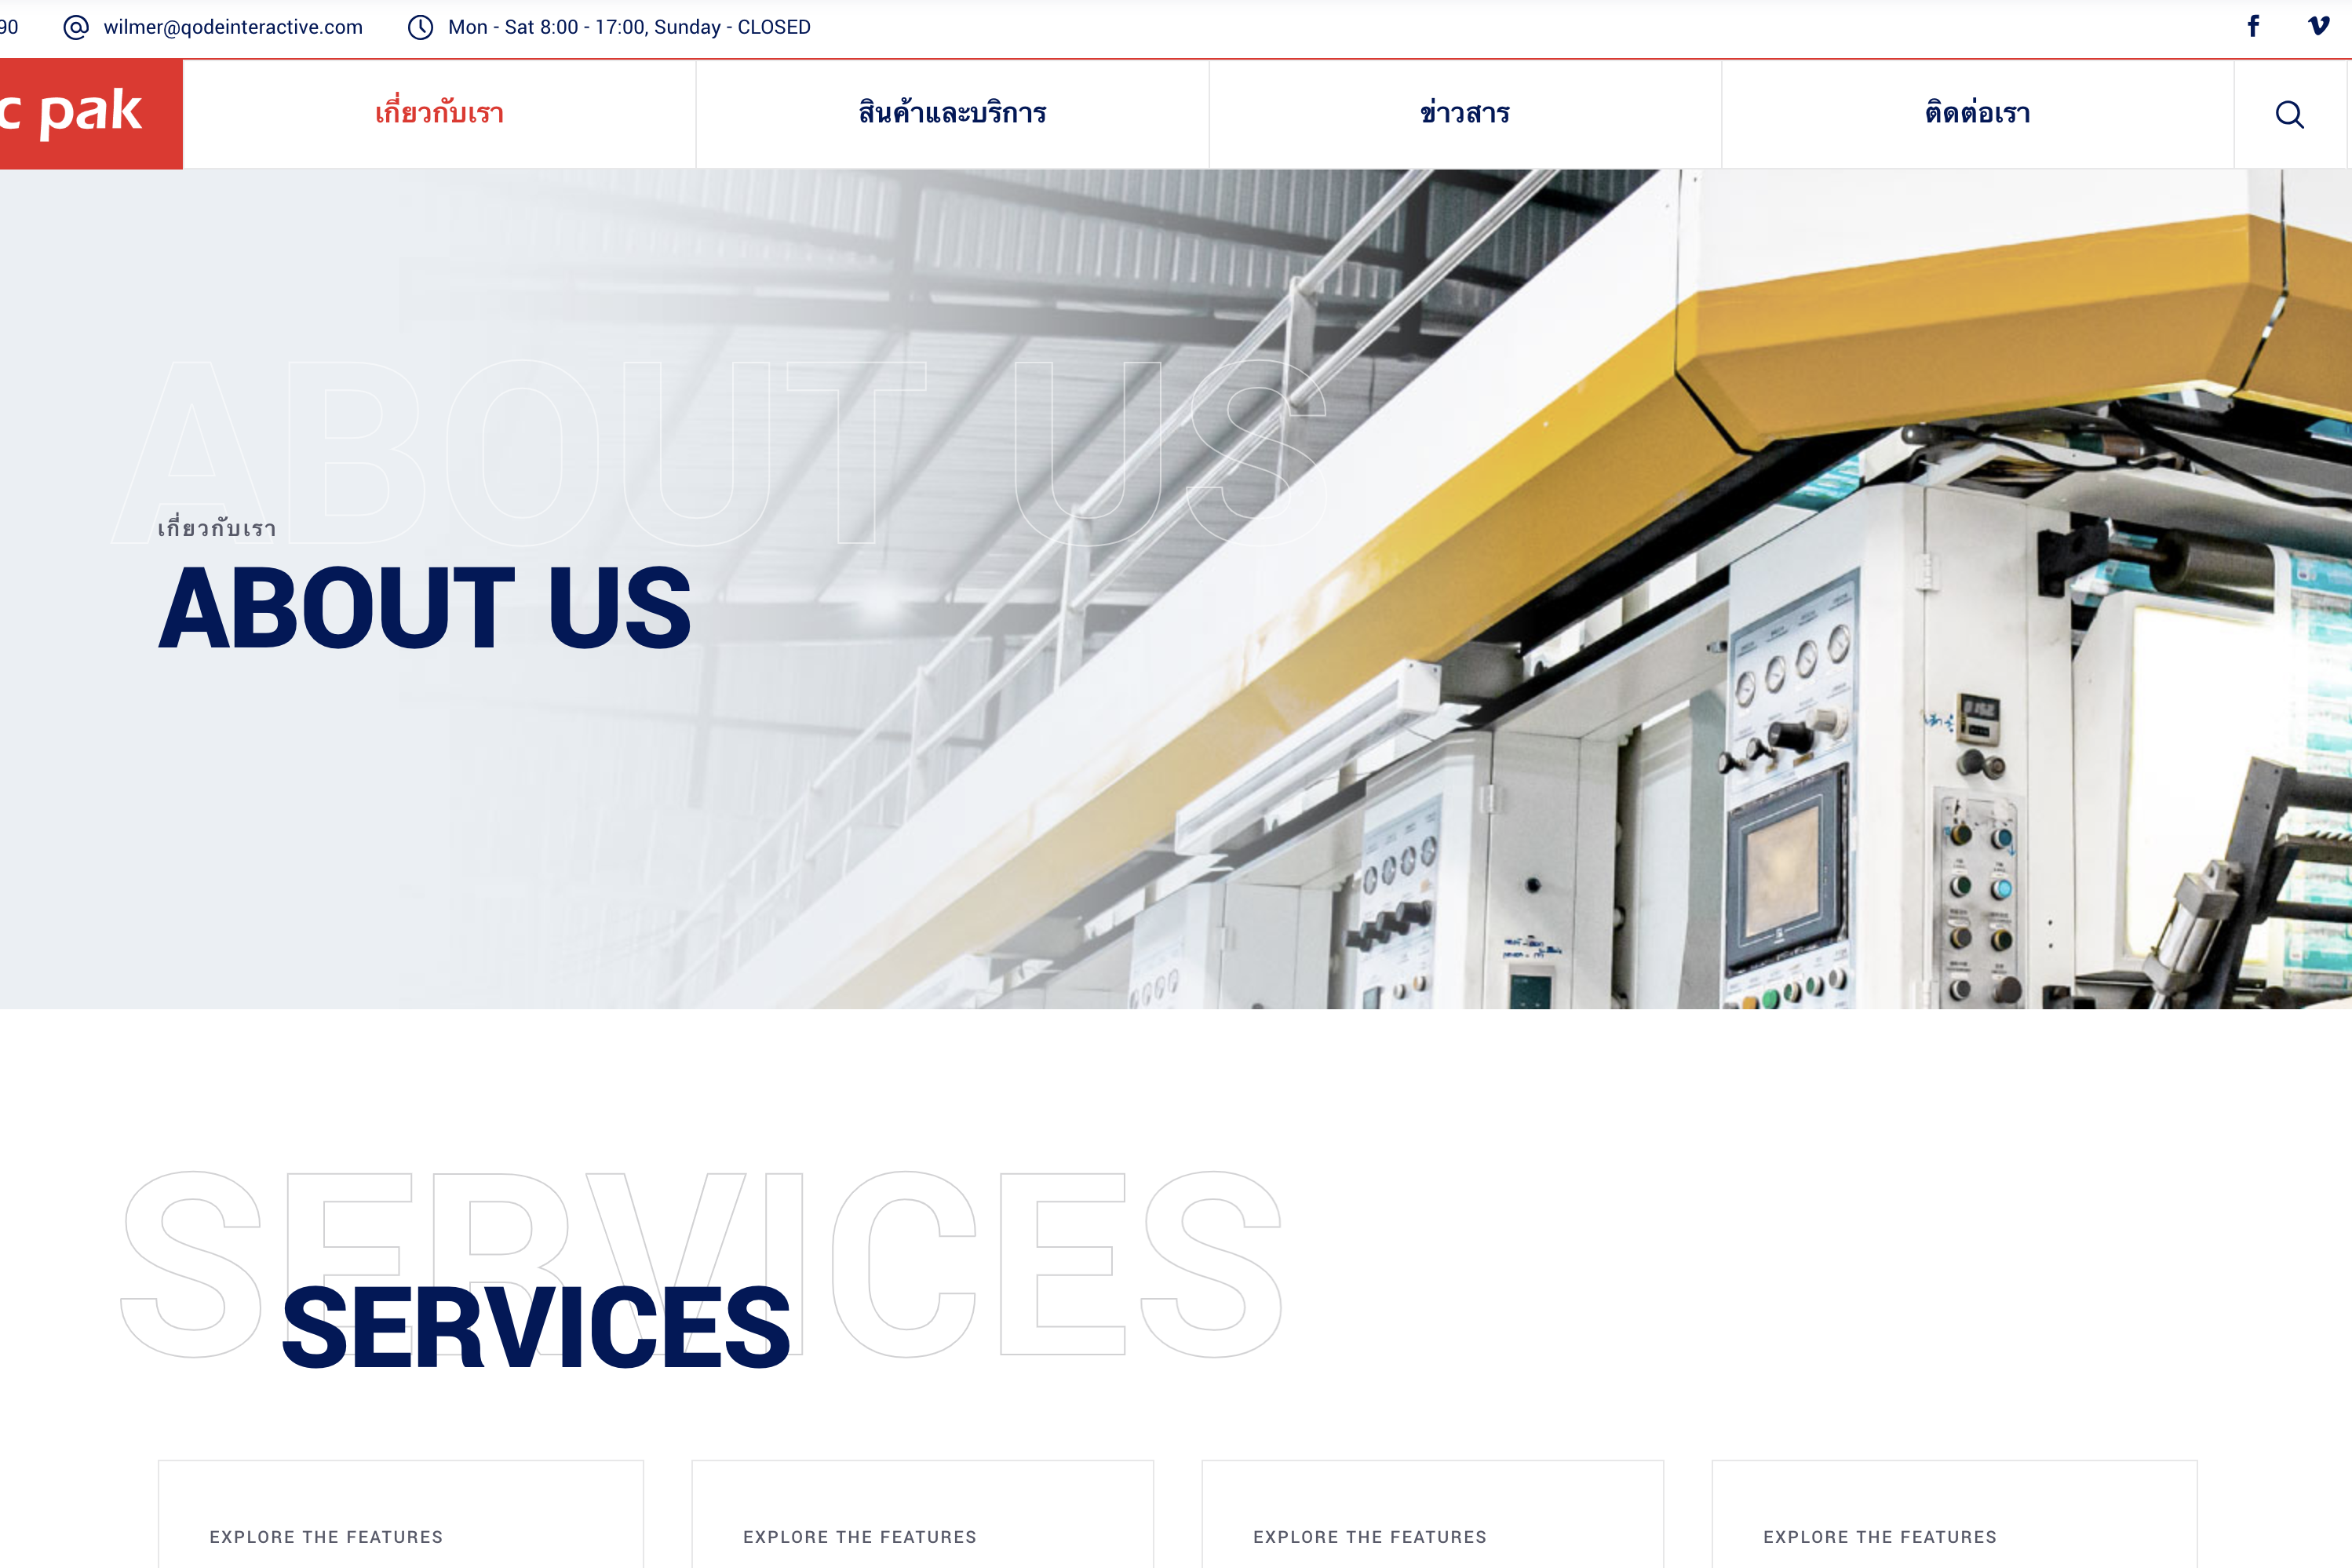 90 wilmer@qodeinteractive.com Mon - Sat 8:00 - 17:00, Sunday - CLOSED
c pak เกี่ยวกับเรา สินค้าและบริการ ข่าวสาร ติดต่อเรา
ABOUT US
เกี่ยวกับเรา
ABOUT US
SERVICES
SERVICES
EXPLORE THE FEATURES EXPLORE THE FEATURES EXPLORE THE FEATURES EXPLORE THE FEATURES